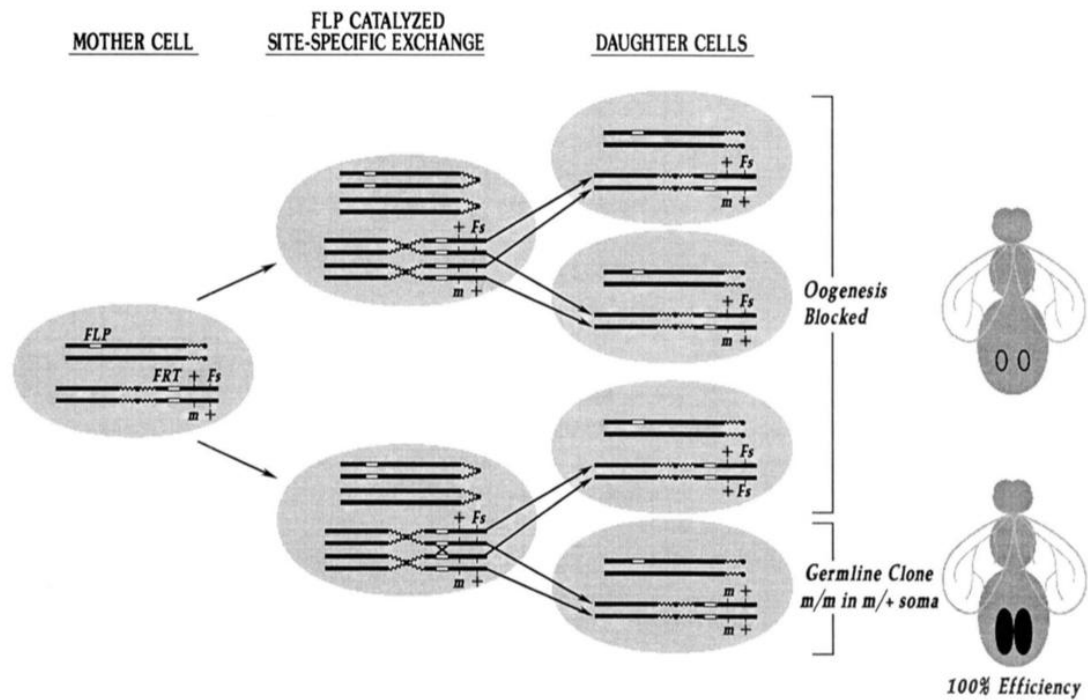 MOTHER CELL
FLP CATALYZED
SITE-SPECIFIC EXCHANGE
DAUGHTER CELLS
+ Fs
m +
+ Fs
m +
+ Fs
m +
Oogenesis
Blocked
FLP
FRT + Fs
m +
+ Fs
+ Fs
+ Fs
m +
Germline Clone
m/m in m/+ soma
m +
m +
100% Efficiency